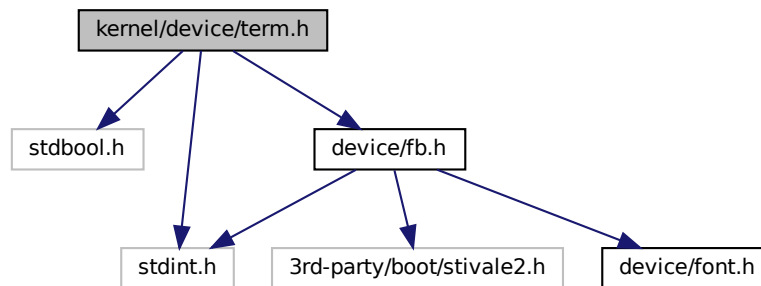 kernel/device/term.h
stdbool.h
device/fb.h
stdint.h
3rd-party/boot/stivale2.h
device/font.h